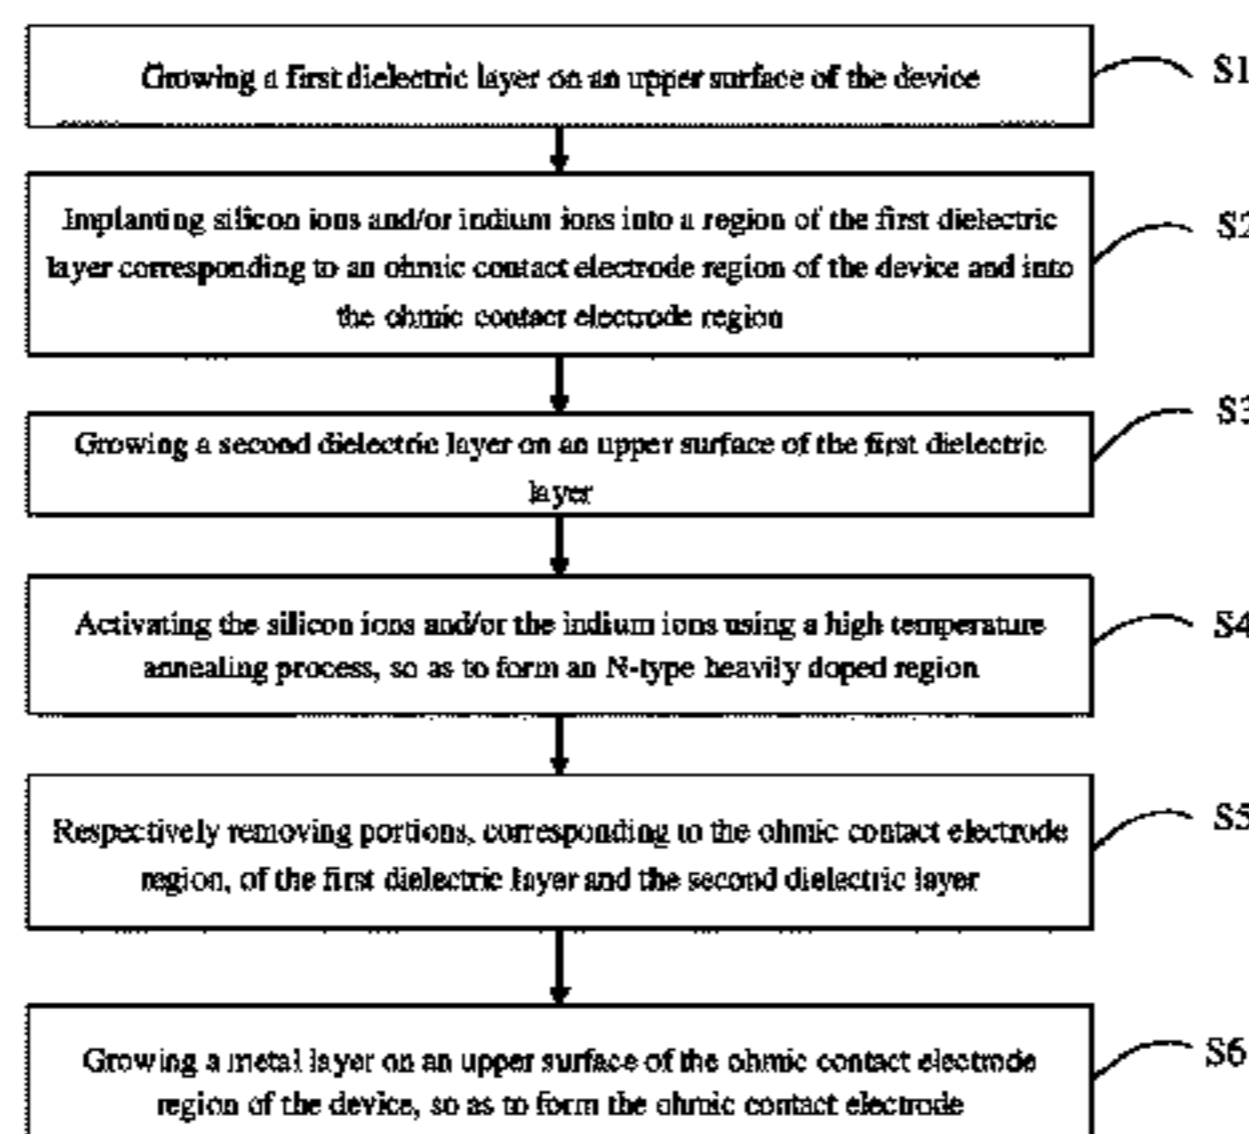 Growing a first dielectric layer on an upper surface of the device
S1
Implanting silicon ions and/or indium ions into a region of the first dielectric
layer corresponding to an ohmic contact electrode region of the device and into
the ohmic contact electrode region
S2
Growing a second dielectric layer on an upper surface of the first dielectric
layer
S3
Activating the silicon ions and/or the indium ions using a high temperature
annealing process, so as to form an N-type heavily doped region
S4
Respectively removing portions, corresponding to the ohmic contact electrode
region, of the first dielectric layer and the second dielectric layer
S5
Growing a metal layer on an upper surface of the ohmic contact electrode
region of the device, so as to form the ohmic contact electrode
S6